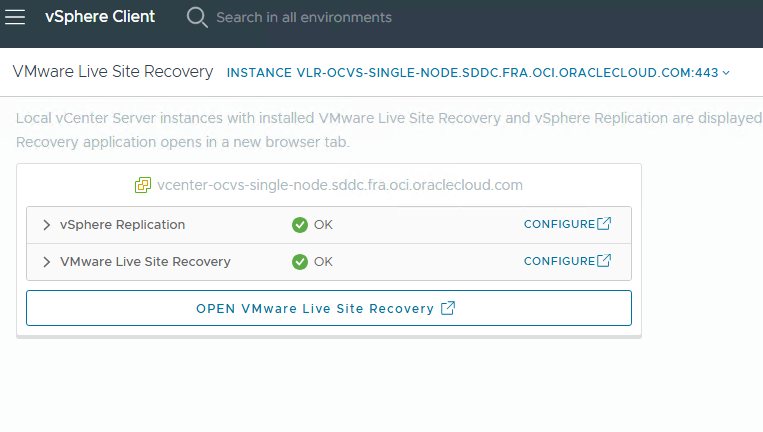 vSphere Client Search in all environments
VMware Live Site Recovery INSTANCE VLR-OCVS-SINGLE-NODE.SDDC.FRA.OCI.ORACLECLOUD.COM:443
Local vCenter Server instances with installed VMware Live Site Recovery and vSphere Replication are displayed
Recovery application opens in a new browser tab.
vcenter-ocvs-single-node.sddc.fra.oci.oraclecloud.com
vSphere Replication OK CONFIGURE
VMware Live Site Recovery OK CONFIGURE
OPEN VMware Live Site Recovery